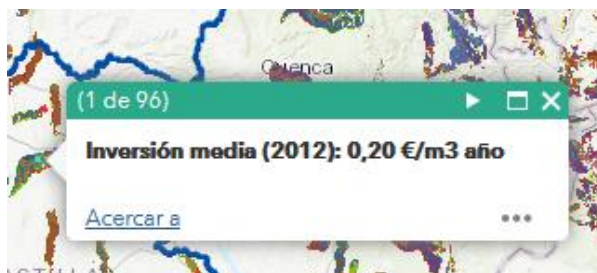 Cuenca
(1 de 96)
Inversión media (2012): 0,20 €/m3 año
Acercar a